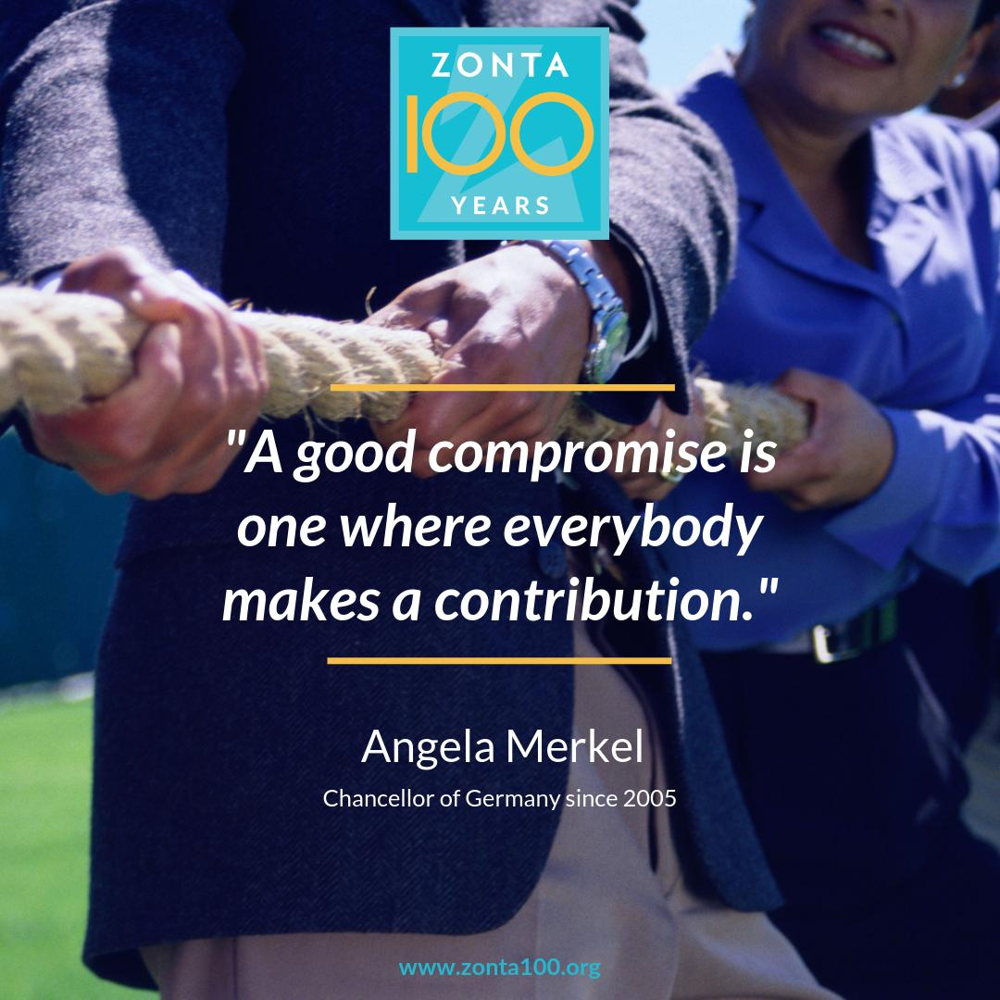 ZONTA
100
YEARS
"A good compromise is
one where everybody
makes a contribution."
Angela Merkel
Chancellor of Germany since 2005
www.zonta100.org